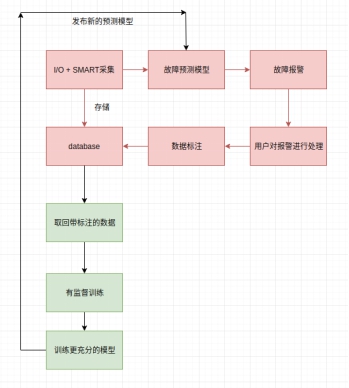 发布新的预测模型
I/O + SMART采集
故障预测模型
故障报警
存储
database
数据标注
用户对报警进行处理
取回带标注的数据
有监督训练
训练更充分的模型